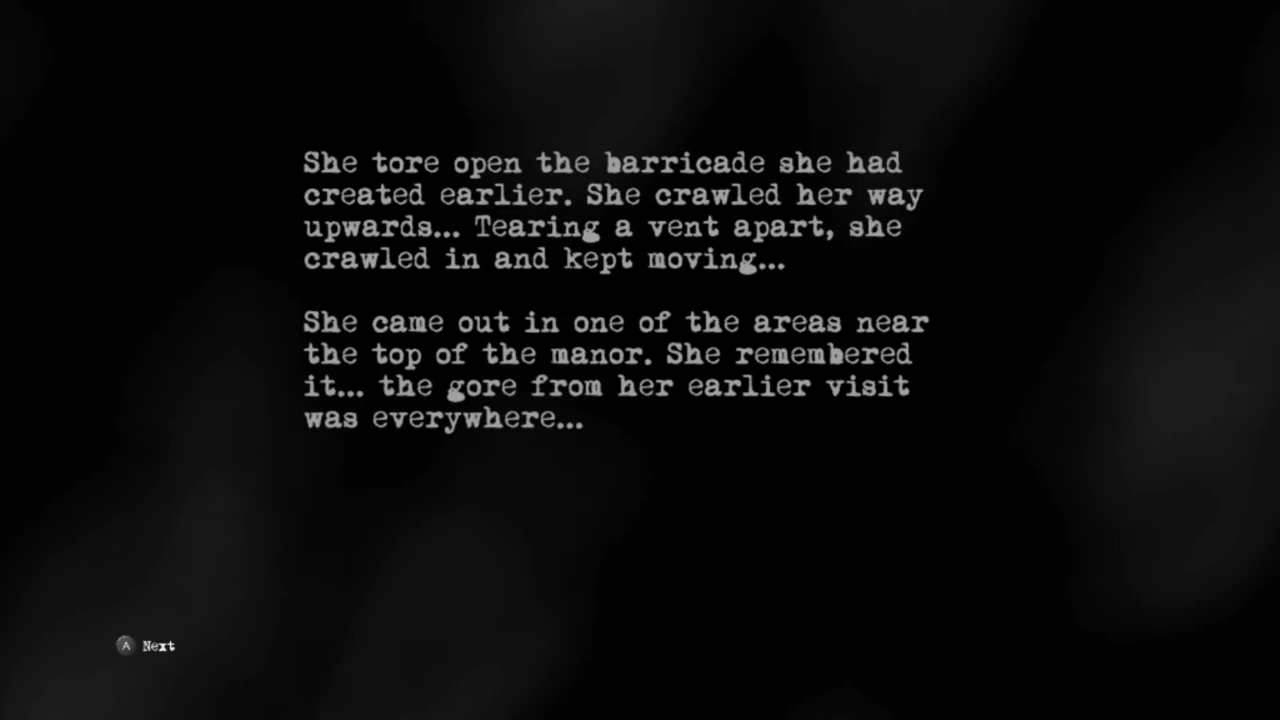 She tore open the barricade she had
created earlier. She crawled her way
upwards... Tearing a vent apart, she
crawled in and kept moving...
She came out in one of the areas near
the top of the manor. She remembered
it... the gore from her earlier visit
was everywhere...
A Next